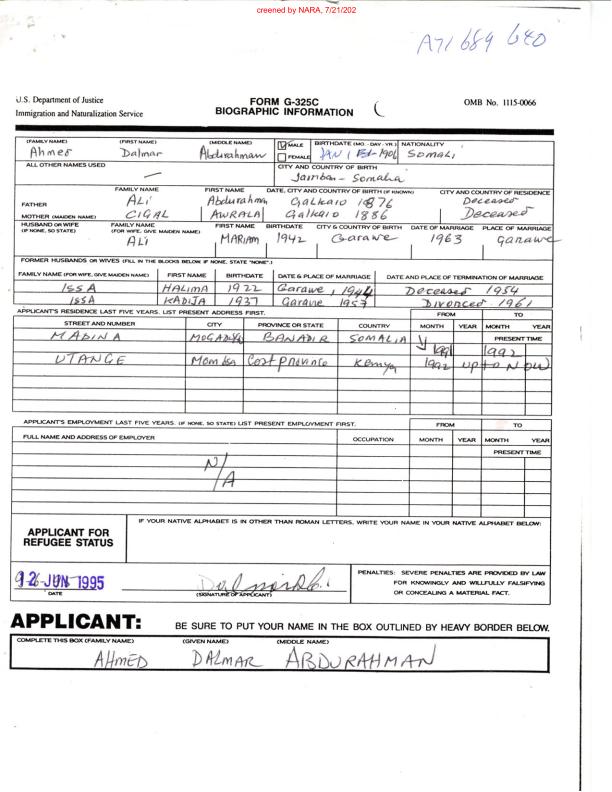 creened by NARA, 7/21/202
A71 689 640
U.S. Department of Justice
Immigration and Naturalization Service
FORM G-325C
BIOGRAPHIC INFORMATION
OMB No. 1115-0066
(FAMILY NAME) (FIRST NAME) (MIDDLE NAME) MALE FEMALE BIRTHDATE (MO.-DAY-YR.) NATIONALITY
Ahmed Dalmar Abdurahman JAN 1 1906 Somali
ALL OTHER NAMES USED CITY AND COUNTRY OF BIRTH
— Jamban - Somalia
FAMILY NAME FIRST NAME DATE, CITY AND COUNTRY OF BIRTH (IF KNOWN) CITY AND COUNTRY OF RESIDENCE
FATHER ALI Abdurahman Galkaio 1876 Deceased
MOTHER (MAIDEN NAME) CIGAL AWRALA Galkaio 1886 Deceased
HUSBAND OR WIFE (IF NONE, SO STATE) FAMILY NAME (FOR WIFE, GIVE MAIDEN NAME) FIRST NAME BIRTHDATE CITY & COUNTRY OF BIRTH DATE OF MARRIAGE PLACE OF MARRIAGE
ALI MARIAM 1942 Garawe 1963 garawe
FORMER HUSBANDS OR WIVES (FILL IN THE BLOCKS BELOW. IF NONE, STATE "NONE".)
FAMILY NAME (FOR WIFE, GIVE MAIDEN NAME) FIRST NAME BIRTHDATE DATE & PLACE OF MARRIAGE DATE AND PLACE OF TERMINATION OF MARRIAGE
ISSA HALIMA 1922 Garawe, 1944 Deceased 1954
ISSA KADIJA 1937 Garawe 1957 Divorced 1961
APPLICANT'S RESIDENCE LAST FIVE YEARS. LIST PRESENT ADDRESS FIRST. FROM TO
STREET AND NUMBER CITY PROVINCE OR STATE COUNTRY MONTH YEAR MONTH YEAR
PRESENT TIME
MADINA BANADIR SOMALIA 1991 1992
UTANGE Mombsa Cost province Kenya 1992 up to NOW
APPLICANT'S EMPLOYMENT LAST FIVE YEARS. (IF NONE, SO STATE) LIST PRESENT EMPLOYMENT FIRST. FROM TO
FULL NAME AND ADDRESS OF EMPLOYER OCCUPATION MONTH YEAR MONTH YEAR
PRESENT TIME
N/A
APPLICANT FOR
REFUGEE STATUS
IF YOUR NATIVE ALPHABET IS IN OTHER THAN ROMAN LETTERS, WRITE YOUR NAME IN YOUR NATIVE ALPHABET BELOW:
26 JUN 1995
DATE
(SIGNATURE OF APPLICANT)
PENALTIES: SEVERE PENALTIES ARE PROVIDED BY LAW
FOR KNOWINGLY AND WILLFULLY FALSIFYING
OR CONCEALING A MATERIAL FACT.
APPLICANT: BE SURE TO PUT YOUR NAME IN THE BOX OUTLINED BY HEAVY BORDER BELOW.
COMPLETE THIS BOX (FAMILY NAME) (GIVEN NAME) (MIDDLE NAME)
AHMED DALMAR ABDURAHMAN